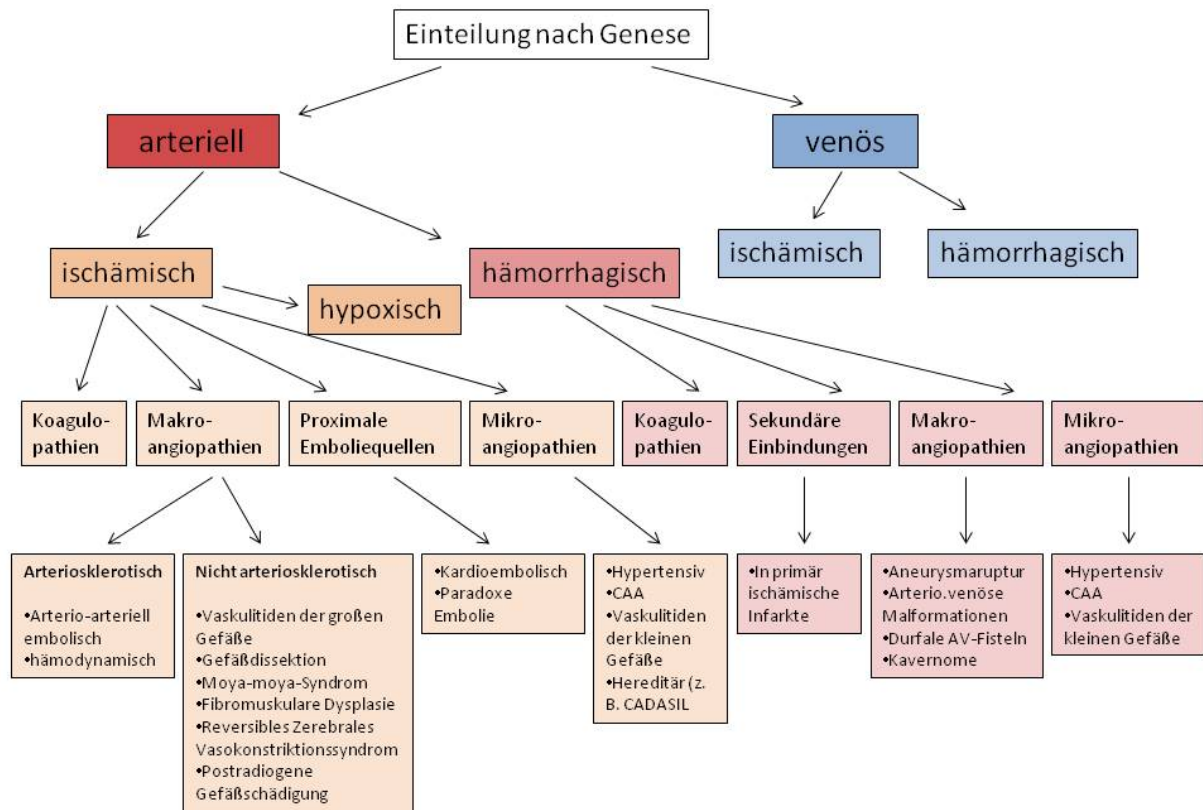 Einteilung nach Genese
arteriell
venös
ischämisch
hypoxisch
hämorrhagisch
ischämisch
hämorrhagisch
Koagulo-
pathien
Makro-
angiopathien
Proximale
Emboliequellen
Mikro-
angiopathien
Koagulo-
pathien
Sekundäre
Einbindungen
Makro-
angiopathien
Mikro-
angiopathien
Arteriosklerotisch
•Arterio-arteriell
embolisch
•hämodynamisch
Nicht arteriosklerotisch
•Vaskulitiden der großen
Gefäße
•Gefäßdissektion
•Moya-moya-Syndrom
•Fibromuskulare Dysplasie
•Reversibles Zerebrales
Vasokonstriktionssyndrom
•Postradiogene
Gefäßschädigung
•Kardioembolisch
•Paradoxe
Embolie
•Hypertensiv
•CAA
•Vaskulitiden
der kleinen
Gefäße
•Hereditär (z.
B. CADASIL
•In primär
ischämische
Infarkte
•Aneurysmaruptur
•Arterio.venöse
Malformationen
•Durfale AV-Fisteln
•Kavernome
•Hypertensiv
•CAA
•Vaskulitiden der
kleinen Gefäße